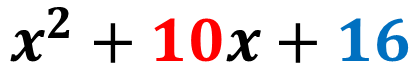 x² + 10x + 16